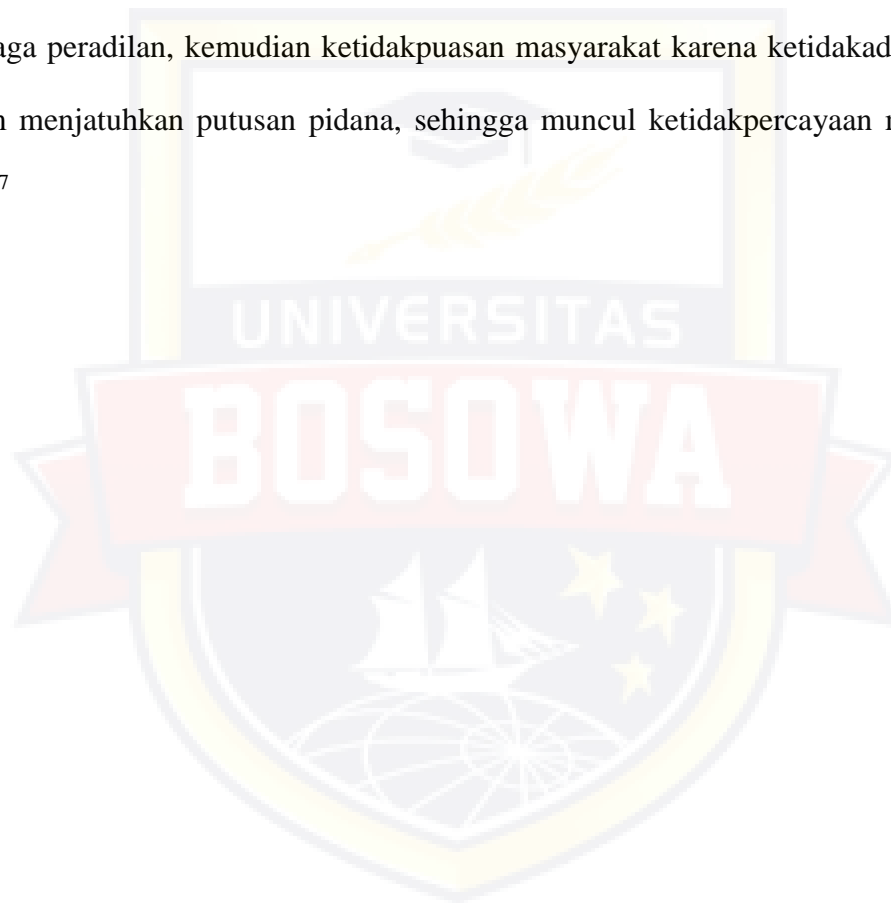 aga peradilan, kemudian ketidakpuasan masyarakat karena ketidakad
n menjatuhkan putusan pidana, sehingga muncul ketidakpercayaan
7
UNIVERSITAS
BOSOWA